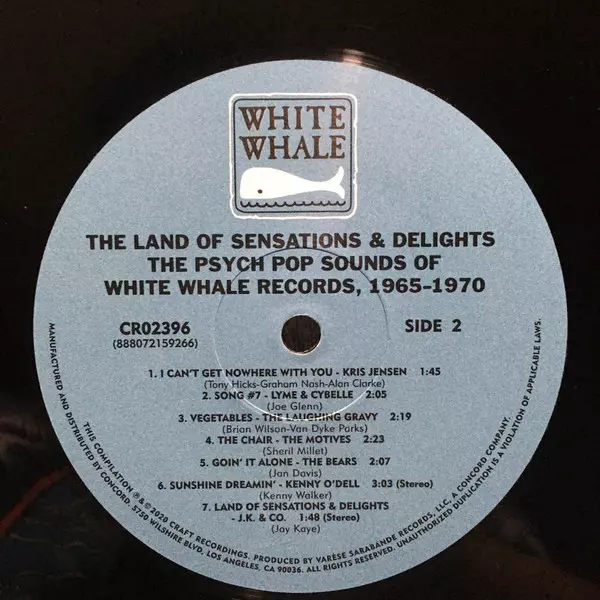 WHITE
WHALE
THE LAND OF SENSATIONS & DELIGHTS
THE PSYCH POP SOUNDS OF
WHITE WHALE RECORDS, 1965-1970
CR02396
(888072159266)
SIDE 2
1. I CAN'T GET NOWHERE WITH YOU - KRIS JENSEN 1:45
(Tony Hicks-Graham Nash-Alan Clarke)
2. SONG #7 - LYME & CYBELLE 2:05
(Joe Glenn)
3. VEGETABLES - THE LAUGHING GRAVY 2:19
(Brian Wilson-Van Dyke Parks)
4. THE CHAIR - THE MOTIVES 2:23
(Sheril Millet)
5. GOIN' IT ALONE - THE BEARS 2:07
(Jan Davis)
6. SUNSHINE DREAMIN' - KENNY O'DELL 3:03 (Stereo)
(Kenny Walker)
7. LAND OF SENSATIONS & DELIGHTS
- J.K. & CO. 1:48 (Stereo)
(Jay Kaye)
THIS COMPILATION ℗&© 2020 CRAFT RECORDINGS. PRODUCED BY VARÈSE SARABANDE RECORDS, LLC, A CONCORD COMPANY.
MANUFACTURED AND DISTRIBUTED BY CONCORD, 5750 WILSHIRE BLVD, LOS ANGELES, CA 90036. ALL RIGHTS RESERVED. UNAUTHORIZED DUPLICATION IS A VIOLATION OF APPLICABLE LAWS.